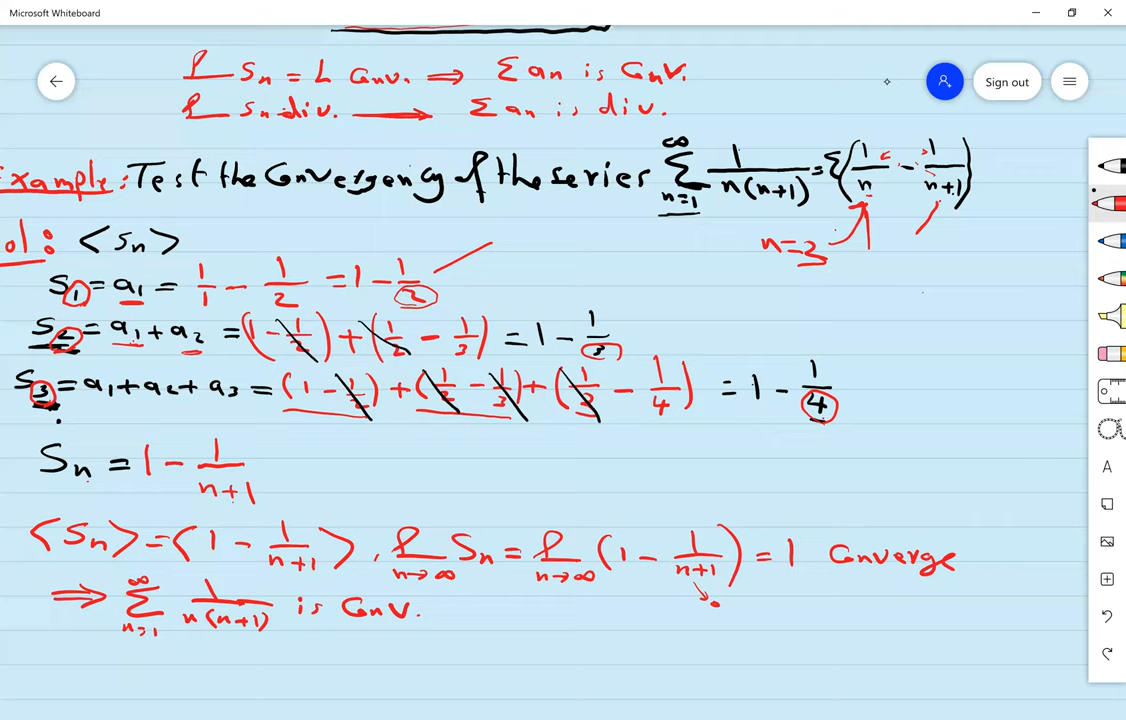 Microsoft Whiteboard
Sign out
ℓ Sn = L Conv. ⇒ Σ an is Conv.
ℓ Sn div. → Σ an is div.
Example: Test the Convergency of the series ∞ Σ n=1 1/n(n+1) = Σ(1/n - 1/n+1)
n=3
Sol: <Sn>
S1 = a1 = 1/1 - 1/2 = 1 - 1/2
S2 = a1 + a2 = (1 - 1/2) + (1/2 - 1/3) = 1 - 1/3
S3 = a1 + a2 + a3 = (1 - 1/2) + (1/2 - 1/3) + (1/3 - 1/4) = 1 - 1/4
Sn = 1 - 1/n+1
<Sn> = <1 - 1/n+1>, ℓ n→∞ Sn = ℓ n→∞ (1 - 1/n+1) = 1 Converge
⇒ ∞ Σ n=1 1/n(n+1) is Conv.
A